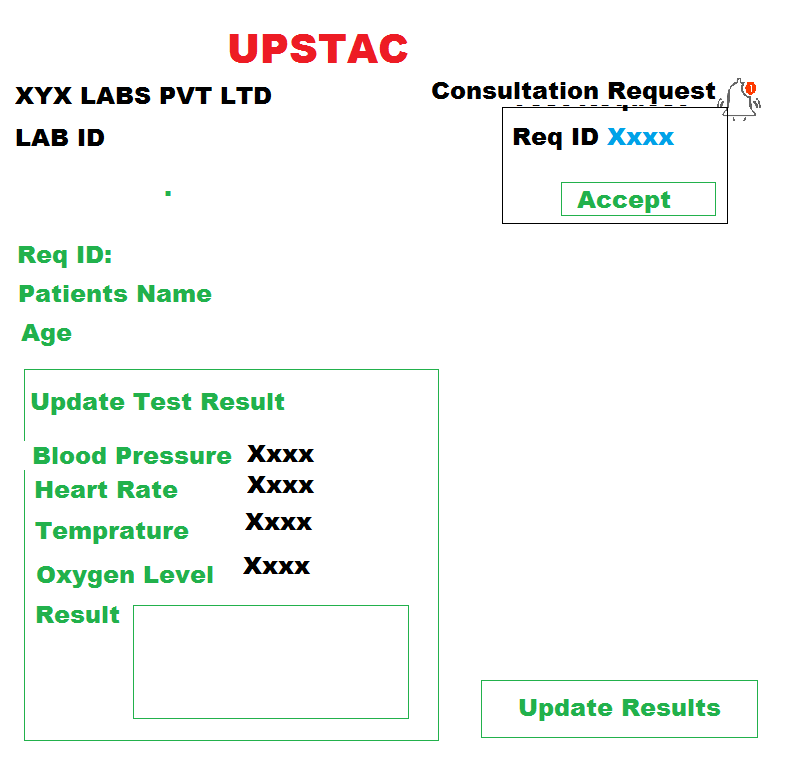 UPSTAC
XYX LABS PVT LTD
Consultation Request
LAB ID
Req ID Xxxx
Accept
Req ID:
Patients Name
Age
Update Test Result
Blood Pressure Xxxx
Heart Rate Xxxx
Temprature Xxxx
Oxygen Level Xxxx
Result
Update Results